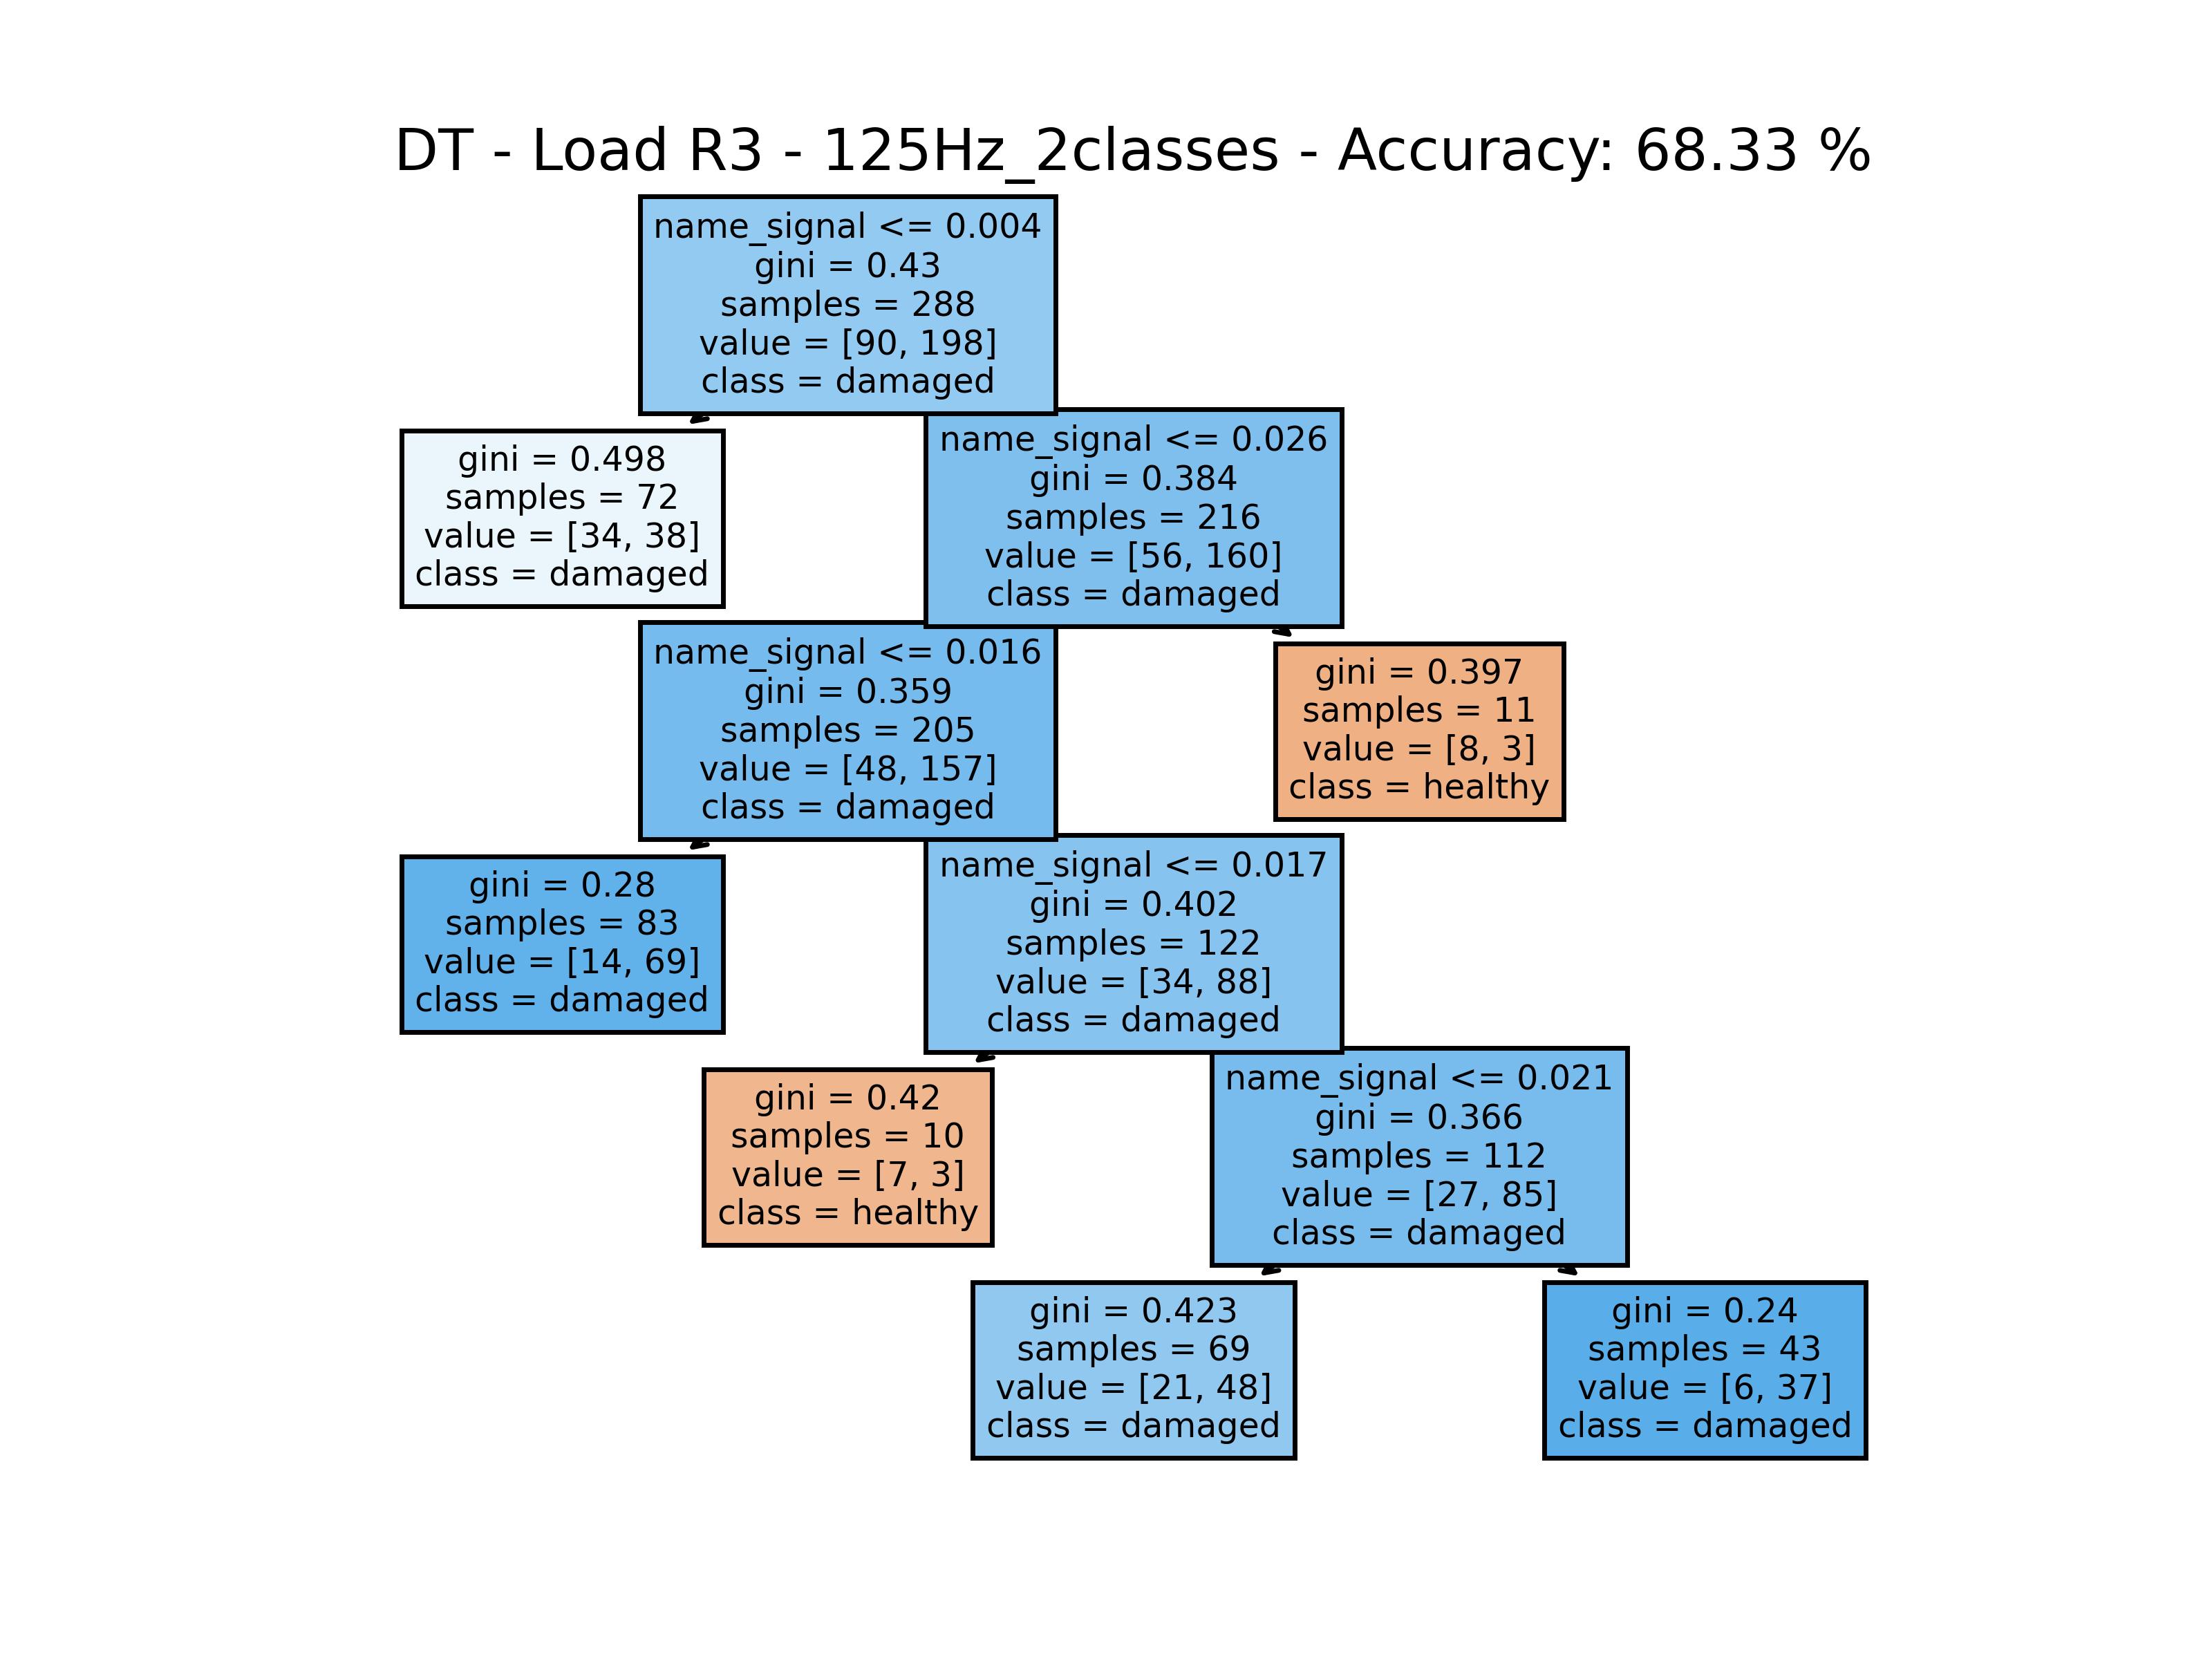 DT - Load R3 - 125Hz_2classes - Accuracy: 68.33 %
name_signal <= 0.004
gini = 0.43
samples = 288
value = [90, 198]
class = damaged
gini = 0.498
samples = 72
value = [34, 38]
class = damaged
name_signal <= 0.026
gini = 0.384
samples = 216
value = [56, 160]
class = damaged
name_signal <= 0.016
gini = 0.359
samples = 205
value = [48, 157]
class = damaged
gini = 0.397
samples = 11
value = [8, 3]
class = healthy
gini = 0.28
samples = 83
value = [14, 69]
class = damaged
name_signal <= 0.017
gini = 0.402
samples = 122
value = [34, 88]
class = damaged
gini = 0.42
samples = 10
value = [7, 3]
class = healthy
name_signal <= 0.021
gini = 0.366
samples = 112
value = [27, 85]
class = damaged
gini = 0.423
samples = 69
value = [21, 48]
class = damaged
gini = 0.24
samples = 43
value = [6, 37]
class = damaged